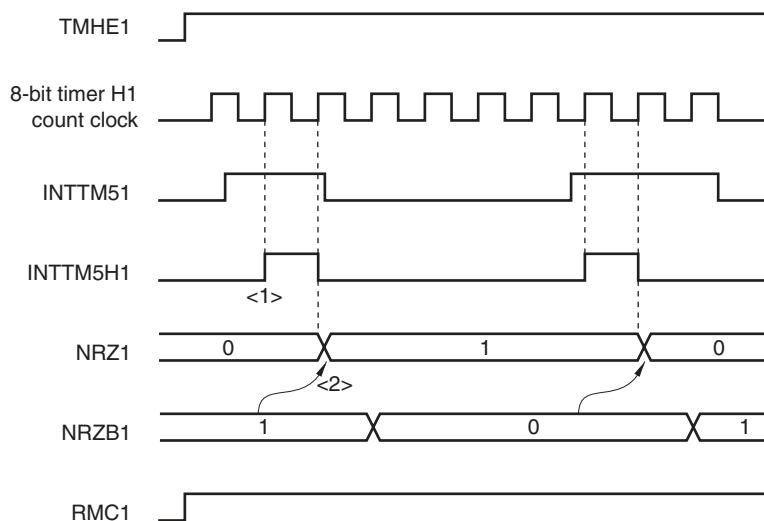 TMHE1
8-bit timer H1
count clock
INTTM51
INTTM5H1
<1>
NRZ1
0
1
0
<2>
NRZB1
1
0
1
RMC1